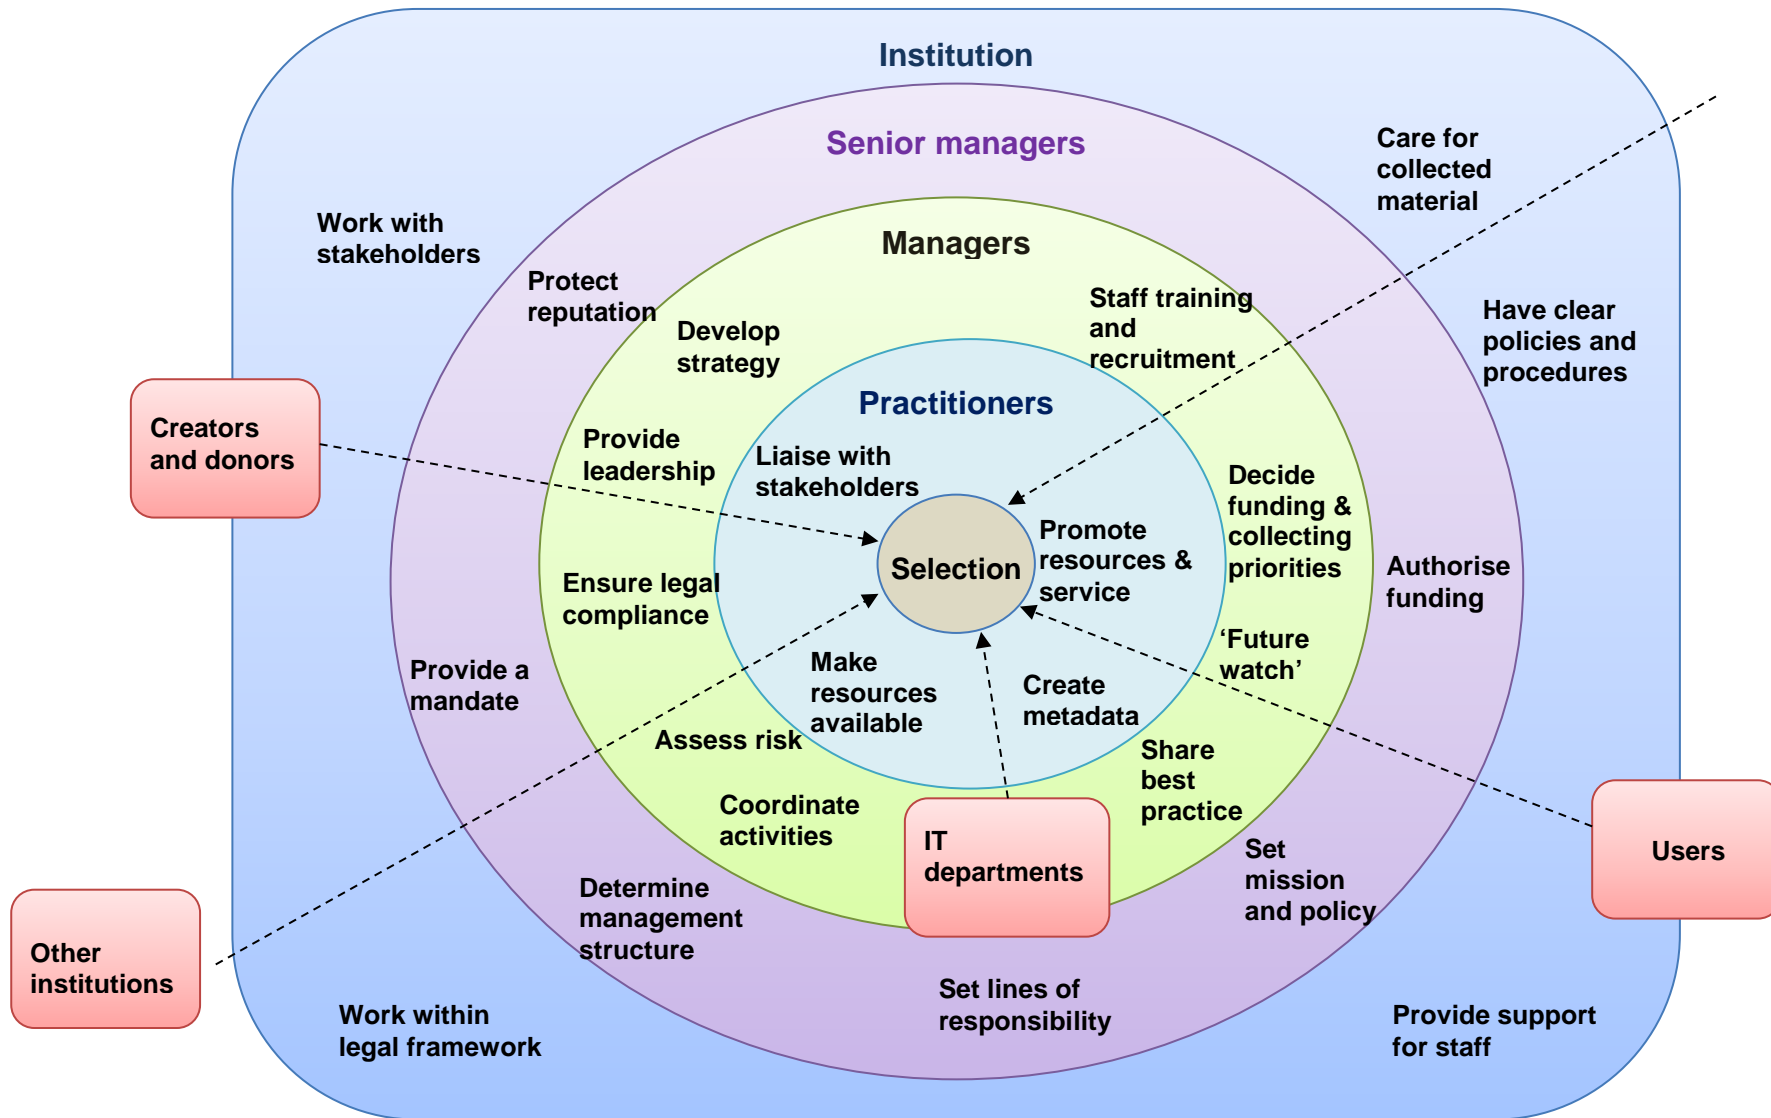 Institution
Senior managers
Care for
collected
material
Work with
stakeholders
Managers
Protect
reputation
Staff training
and
recruitment
Have clear
policies and
procedures
Develop
strategy
Practitioners
Creators
and donors
Provide
leadership
Liaise with
stakeholders
Decide
funding &
collecting
priorities
Promote
resources &
service
Selection
Authorise
funding
Ensure legal
compliance
‘Future
watch’
Provide a
mandate
Make
resources
available
Create
metadata
Assess risk
Share
best
practice
Coordinate
activities
IT
departments
Set
mission
and policy
Users
Determine
management
structure
Other
institutions
Set lines of
responsibility
Work within
legal framework
Provide support
for staff